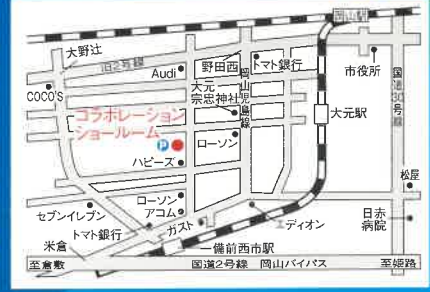 岡山駅
大野辻
旧2号線
Audi
野田西
トマト銀行
市役所
COCO'S
大元
宗忠神社
岡山児島線
国道30号線
コラボレーション
ショールーム
P
ローソン
大元駅
ハピーズ
松屋
セブンイレブン
ローソン
アコム
トマト銀行
ガスト
エディオン
日赤
病院
米倉
備前西市駅
至倉敷
国道2号線 岡山バイパス
至姫路